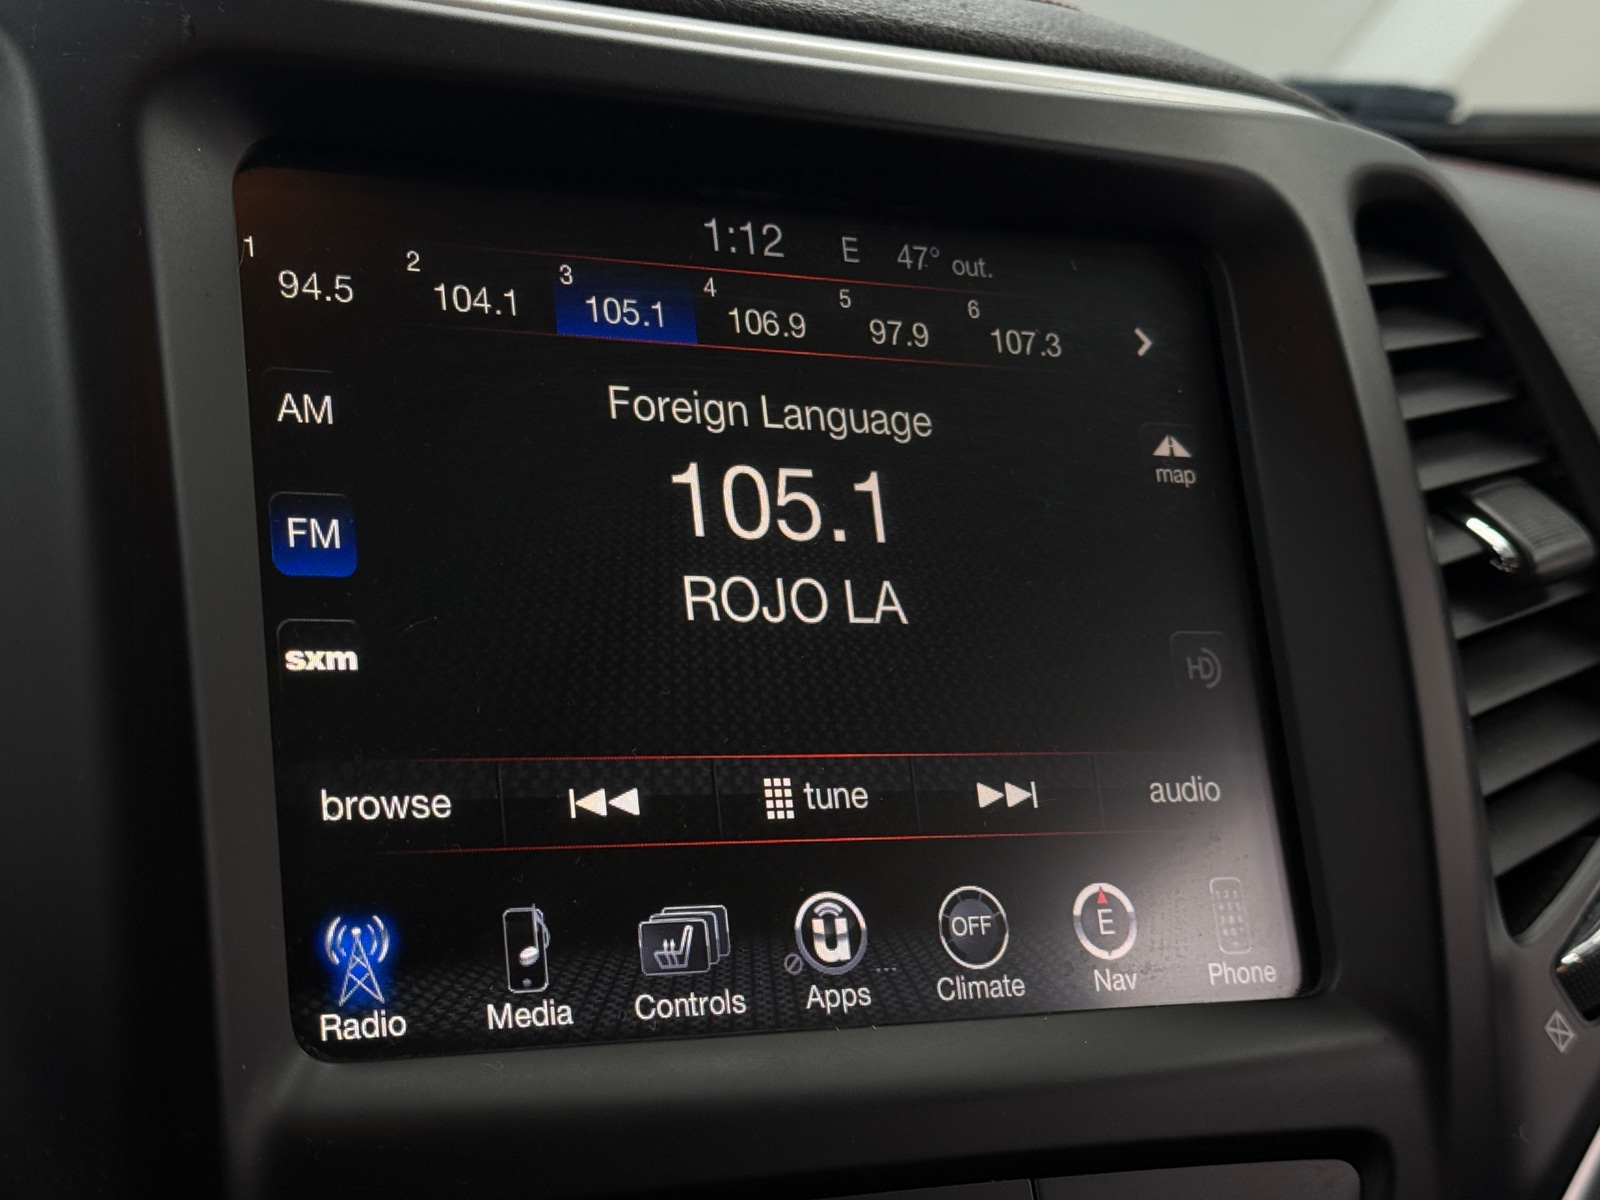 1:12 E 47° out.
1 94.5 2 104.1 3 105.1 4 106.9 5 97.9 6 107.3
AM
Foreign Language
map
105.1
FM
ROJO LA
sxm
HD
browse tune audio
u OFF E
Radio Media Controls Apps ... Climate Nav Phone